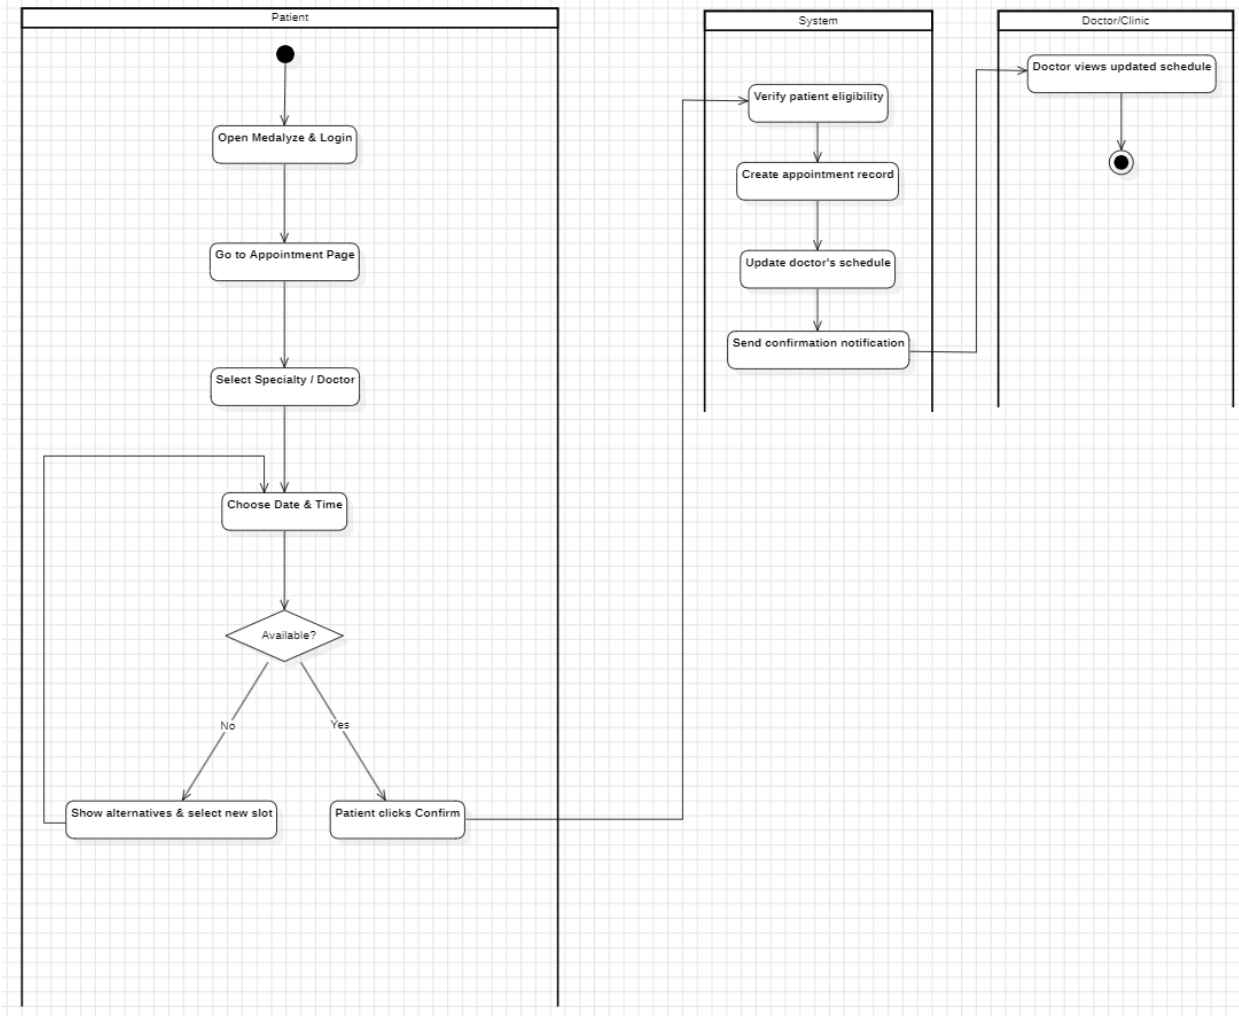 Patient
Open Medalyze & Login
Go to Appointment Page
Select Specialty / Doctor
Choose Date & Time
Available?
No
Yes
Show alternatives & select new slot
Patient clicks Confirm
System
Verify patient eligibility
Create appointment record
Update doctor's schedule
Send confirmation notification
Doctor/Clinic
Doctor views updated schedule